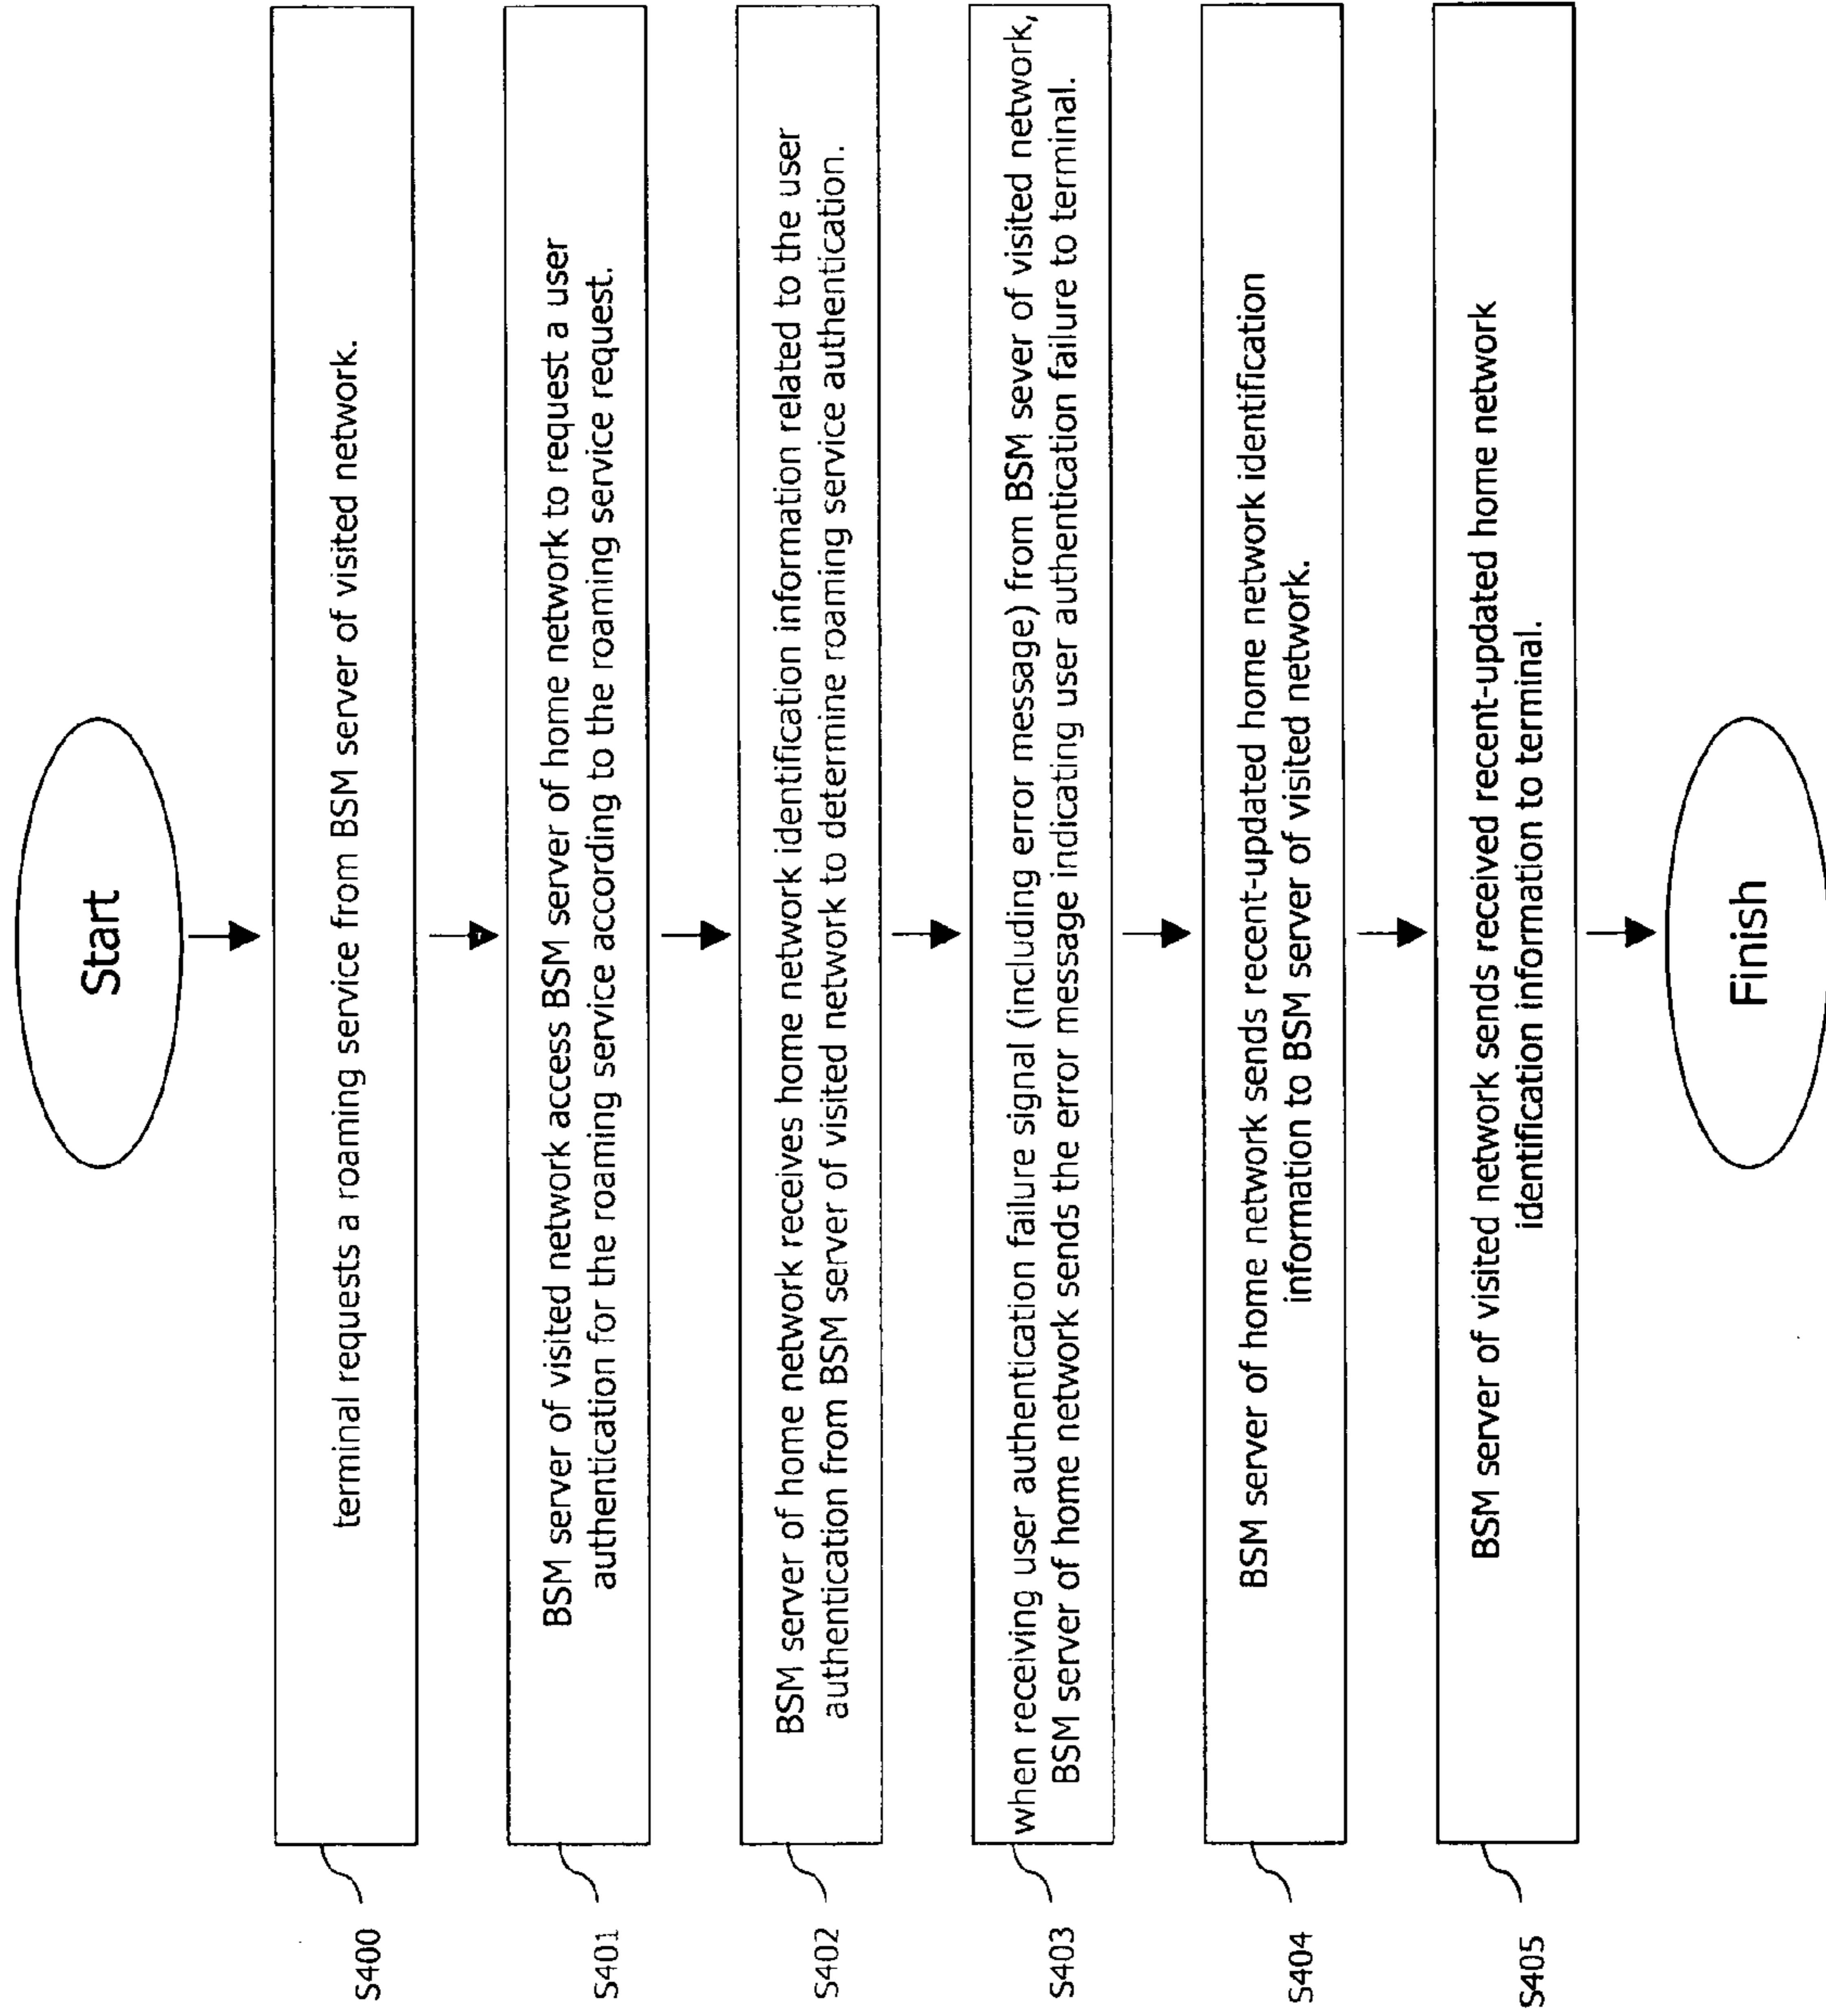 Start
S400
terminal requests a roaming service from BSM server of visited network.
S401
BSM server of visited network access BSM server of home network to request a user
authentication for the roaming service according to the roaming service request.
S402
BSM server of home network receives home network identification information related to the user
authentication from BSM server of visited network to determine roaming service authentication.
S403
when receiving user authentication failure signal (including error message) from BSM sever of visited network,
BSM server of home network sends the error message indicating user authentication failure to terminal.
S404
BSM server of home network sends recent-updated home network identification
information to BSM server of visited network.
S405
BSM server of visited network sends received recent-updated home network
identification information to terminal.
Finish